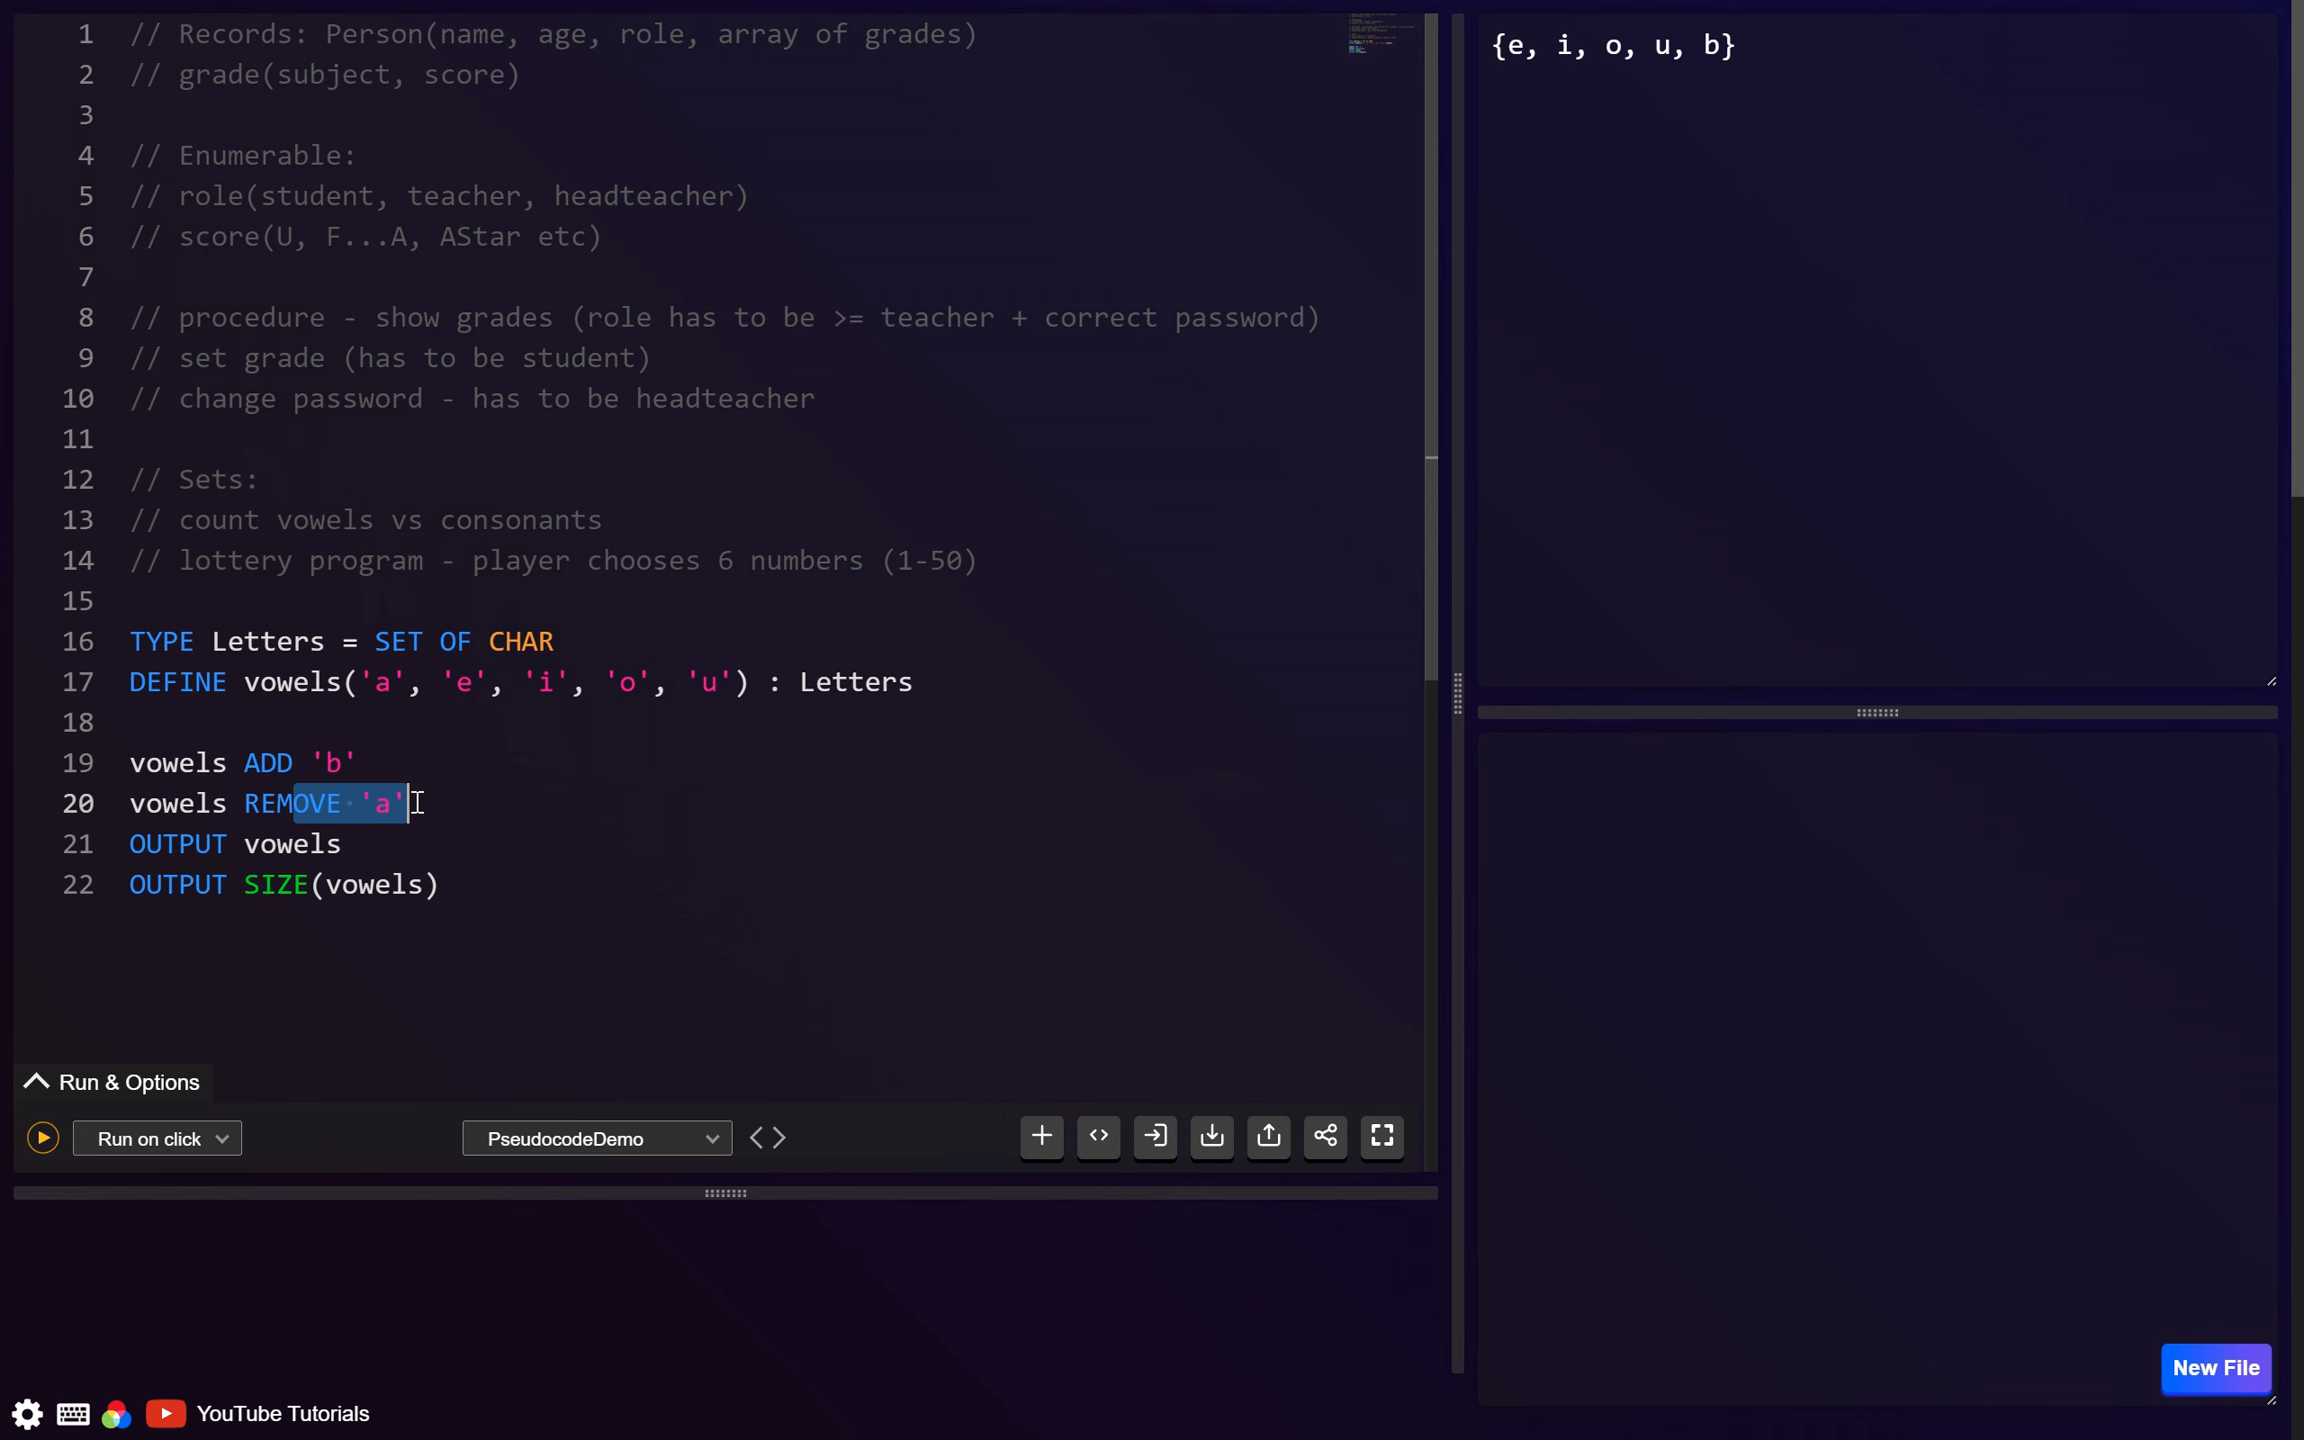 1 // Records: Person(name, age, role, array of grades)
2 // grade(subject, score)
3
4 // Enumerable:
5 // role(student, teacher, headteacher)
6 // score(U, F...A, AStar etc)
7
8 // procedure - show grades (role has to be >= teacher + correct password)
9 // set grade (has to be student)
10 // change password - has to be headteacher
11
12 // Sets:
13 // count vowels vs consonants
14 // lottery program - player chooses 6 numbers (1-50)
15
16 TYPE Letters = SET OF CHAR
17 DEFINE vowels('a', 'e', 'i', 'o', 'u') : Letters
18
19 vowels ADD 'b'
20 vowels REMOVE 'a'
21 OUTPUT vowels
22 OUTPUT SIZE(vowels)
Run & Options
Run on click
PseudocodeDemo
YouTube Tutorials
{e, i, o, u, b}
New File